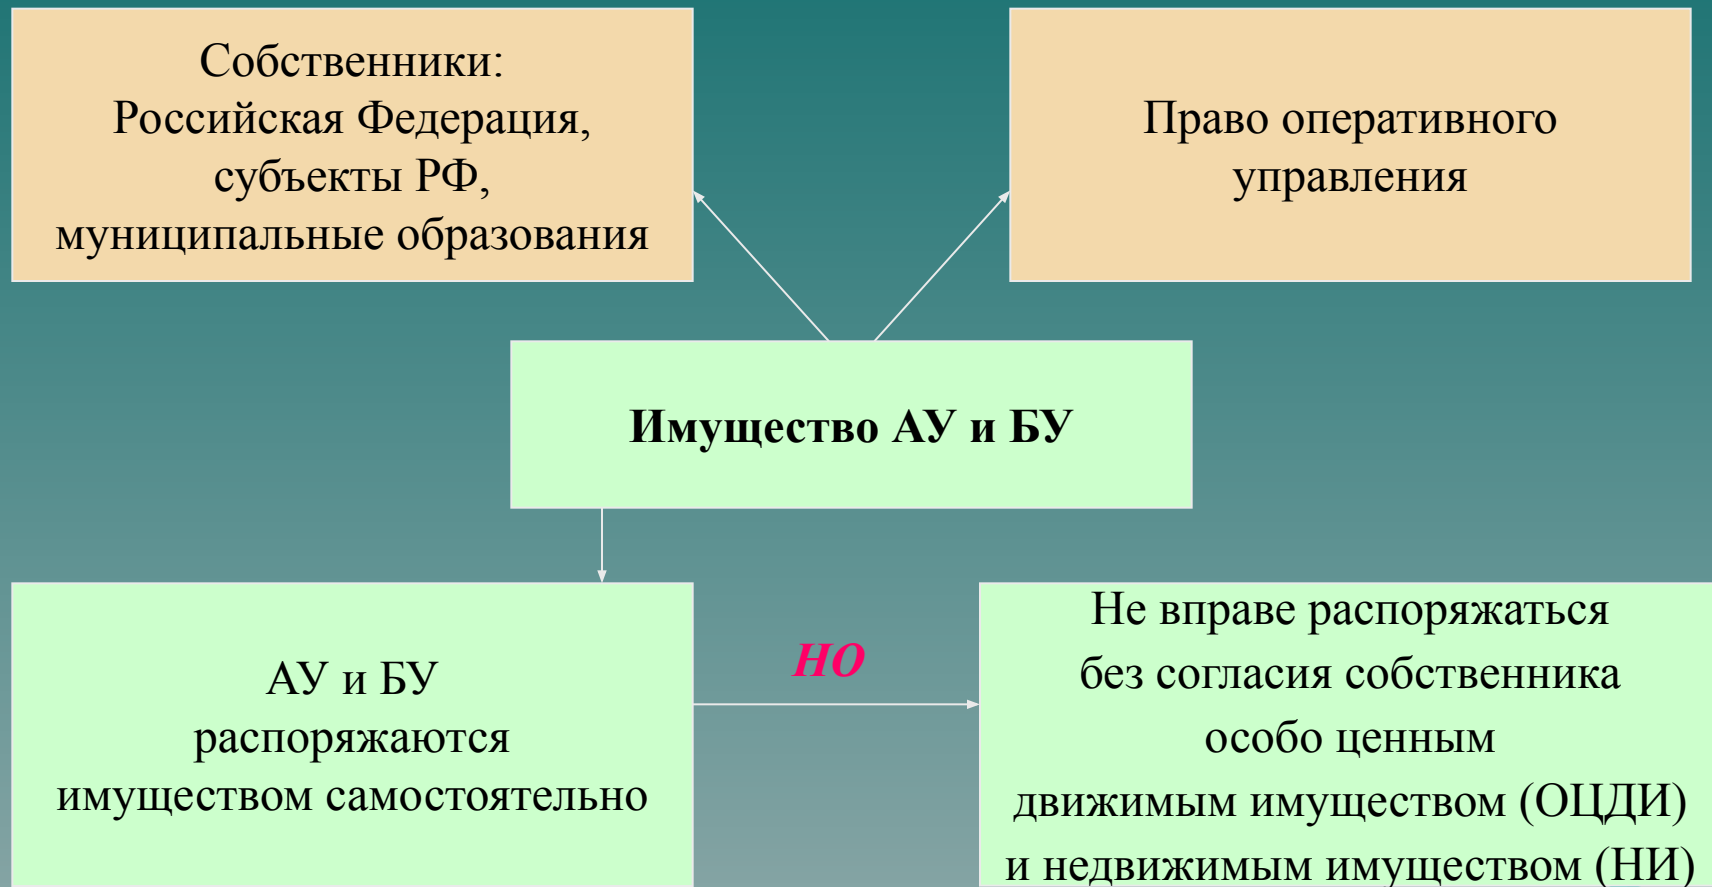 Собственники:
Российская Федерация,
субъекты РФ,
муниципальные образования
Право оперативного
управления
Имущество АУ и БУ
АУ и БУ
распоряжаются
имуществом самостоятельно
НО
Не вправе распоряжаться
без согласия собственника
особо ценным
движимым имуществом (ОЦДИ)
и недвижимым имуществом (НИ)